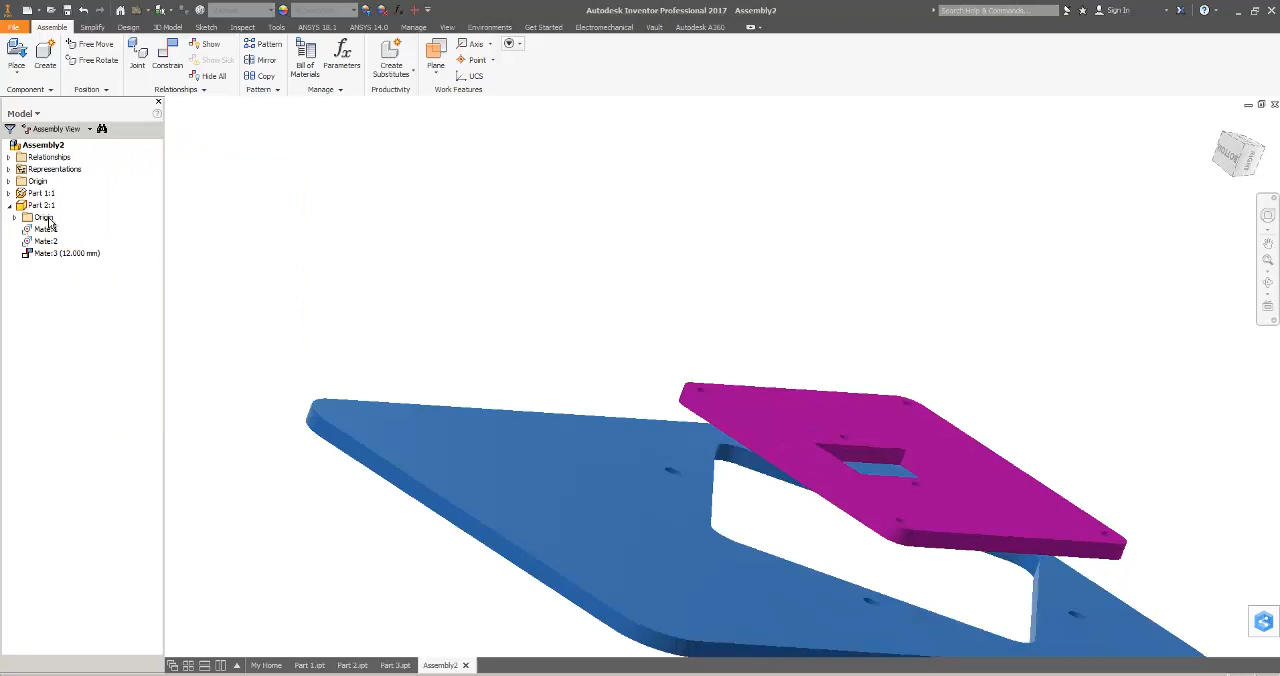 Autodesk Inventor Professional 2017 Assembly2
Search Help & Commands...
Sign In
File Assemble Simplify Design 3D Model Sketch Inspect Tools ANSYS 18.1 ANSYS 14.0 Manage View Environments Get Started Electromechanical Vault Autodesk A360
Place
Create
Free Move
Free Rotate
Joint
Constrain
Show
Show Sick
Hide All
Pattern
Mirror
Copy
Bill of
Materials
Parameters
Create
Substitutes
Plane
Axis
Point
UCS
Component Position Relationships Pattern Manage Productivity Work Features
Model
Assembly View
Assembly2
Relationships
Representations
Origin
Part 1:1
Part 2:1
Origin
Mate:1
Mate:2
Mate:3 (12.000 mm)
BOTTOM
RIGHT
My Home Part 1.ipt Part 2.ipt Part 3.ipt Assembly2